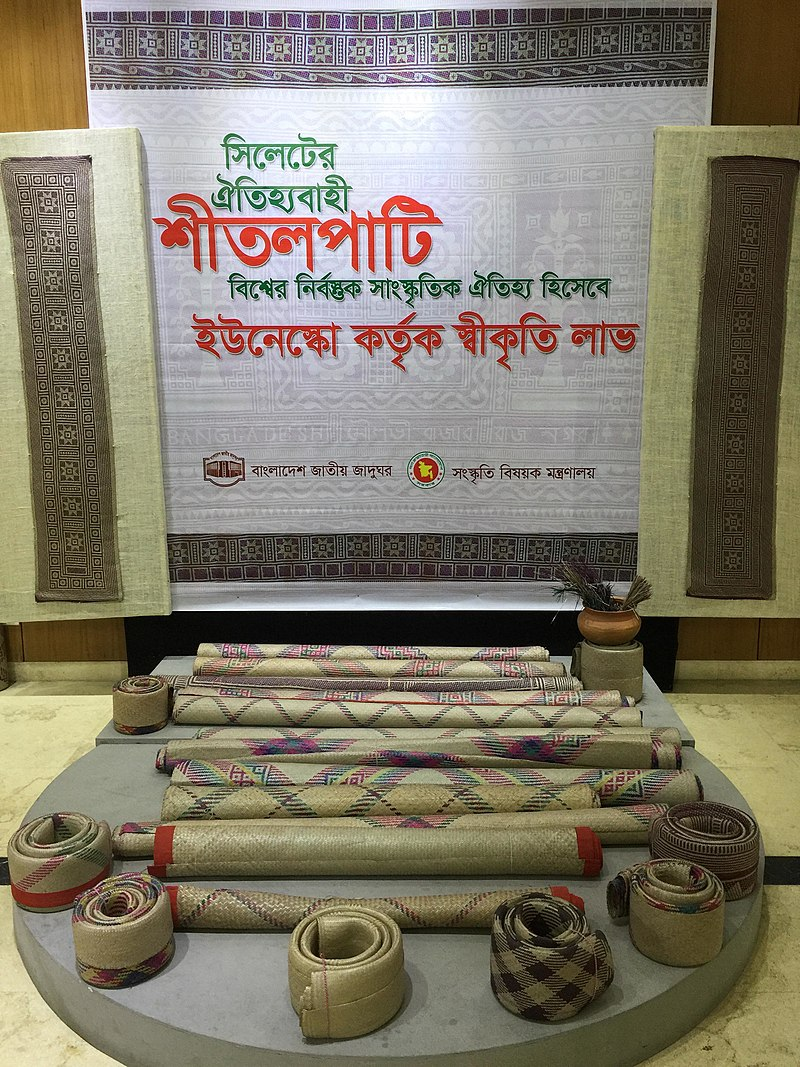 সিলেটের
ঐতিহ্যবাহী
শীতলপাটি
বিশ্বের নির্বস্তুক সাংস্কৃতিক ঐতিহ্য হিসেবে
ইউনেস্কো কর্তৃক স্বীকৃতি লাভ
বাংলাদেশ জাতীয় জাদুঘর
সংস্কৃতি বিষয়ক মন্ত্রণালয়